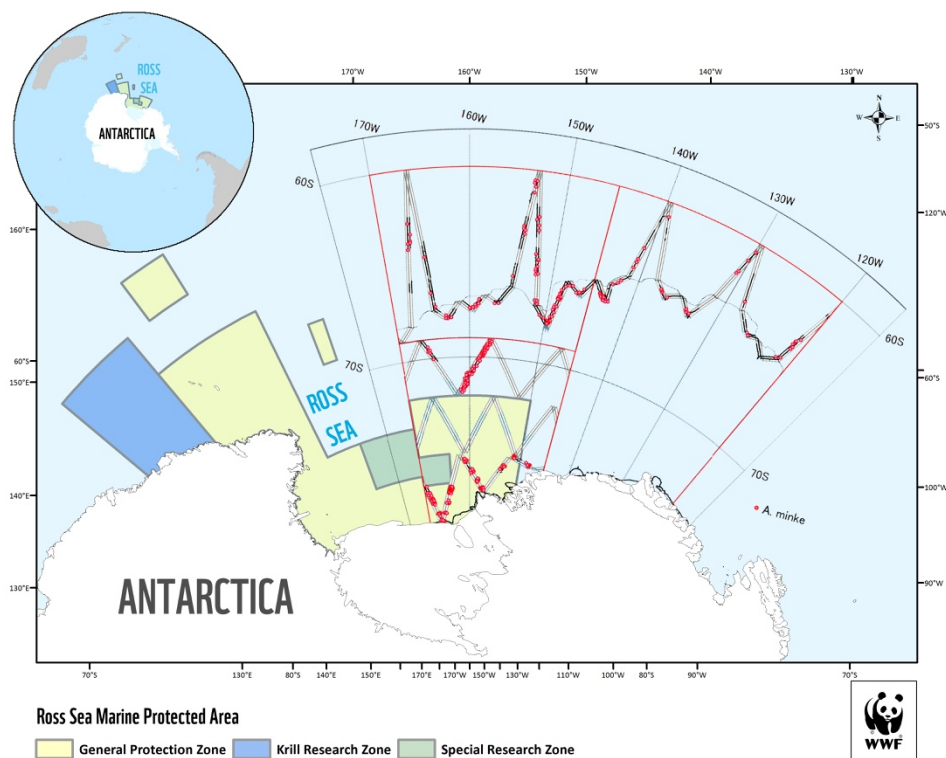 ROSS
SEA
ANTARCTICA
170°W
160°W
150°W
140°W
130°W
N
W
E
S
50°S
170W
160W
150W
140W
130W
120W
60S
60S
120°W
160°E
60°S
150°E
60°S
70S
ROSS
SEA
70S
140°E
100°W
A. minke
130°E
90°W
ANTARCTICA
70°S
130°E
80°S
150°E
160°E
170°W
170°W
150°W
130°W
110°W
100°W
80°S
90°W
70°S
Ross Sea Marine Protected Area
General Protection Zone
Krill Research Zone
Special Research Zone
WWF